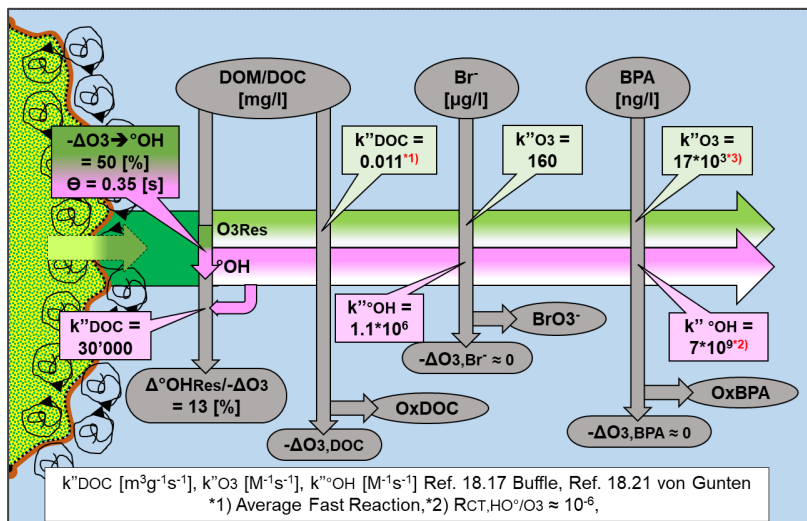 DOM/DOC
[mg/l]
Br⁻
[µg/l]
BPA
[ng/l]
-ΔO3➔°OH
= 50 [%]
Ɵ = 0.35 [s]
k"DOC =
0.011*1)
k"O3 =
160
k"O3 =
17*10³*3)
O3Res
°OH
k"DOC =
30'000
k"°OH =
1.1*10⁶
k" °OH =
7*10⁹*2)
BrO3⁻
-ΔO3,Br⁻ ≈ 0
Δ°OHRes/-ΔO3
= 13 [%]
OxDOC
OxBPA
-ΔO3,DOC
-ΔO3,BPA ≈ 0
k"DOC [m³g⁻¹s⁻¹], k"O3 [M⁻¹s⁻¹], k"°OH [M⁻¹s⁻¹] Ref. 18.17 Buffle, Ref. 18.21 von Gunten
*1) Average Fast Reaction,*2) RCT,HO°/O3 ≈ 10⁻⁶,